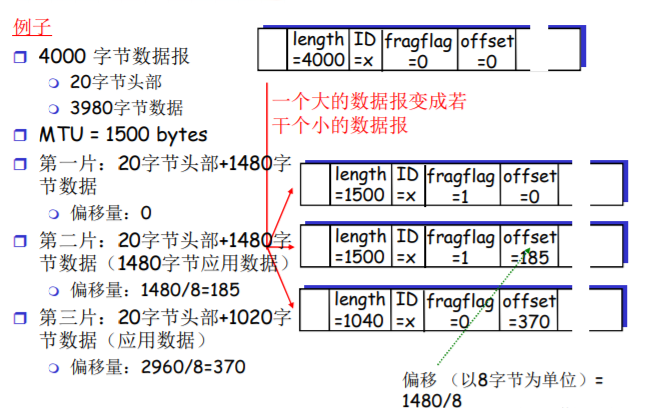 例子
4000 字节数据报
20字节头部
3980字节数据
MTU = 1500 bytes
第一片：20字节头部+1480字
节数据
偏移量：0
第二片：20字节头部+1480字
节数据（1480字节应用数据）
偏移量：1480/8=185
第三片：20字节头部+1020字
节数据（应用数据）
偏移量：2960/8=370
length ID fragflag offset
=4000 =x =0 =0
一个大的数据报变成若
干个小的数据报
length ID fragflag offset
=1500 =x =1 =0
length ID fragflag offset
=1500 =x =1 =185
length ID fragflag offset
=1040 =x =0 =370
偏移 （以8字节为单位）=
1480/8